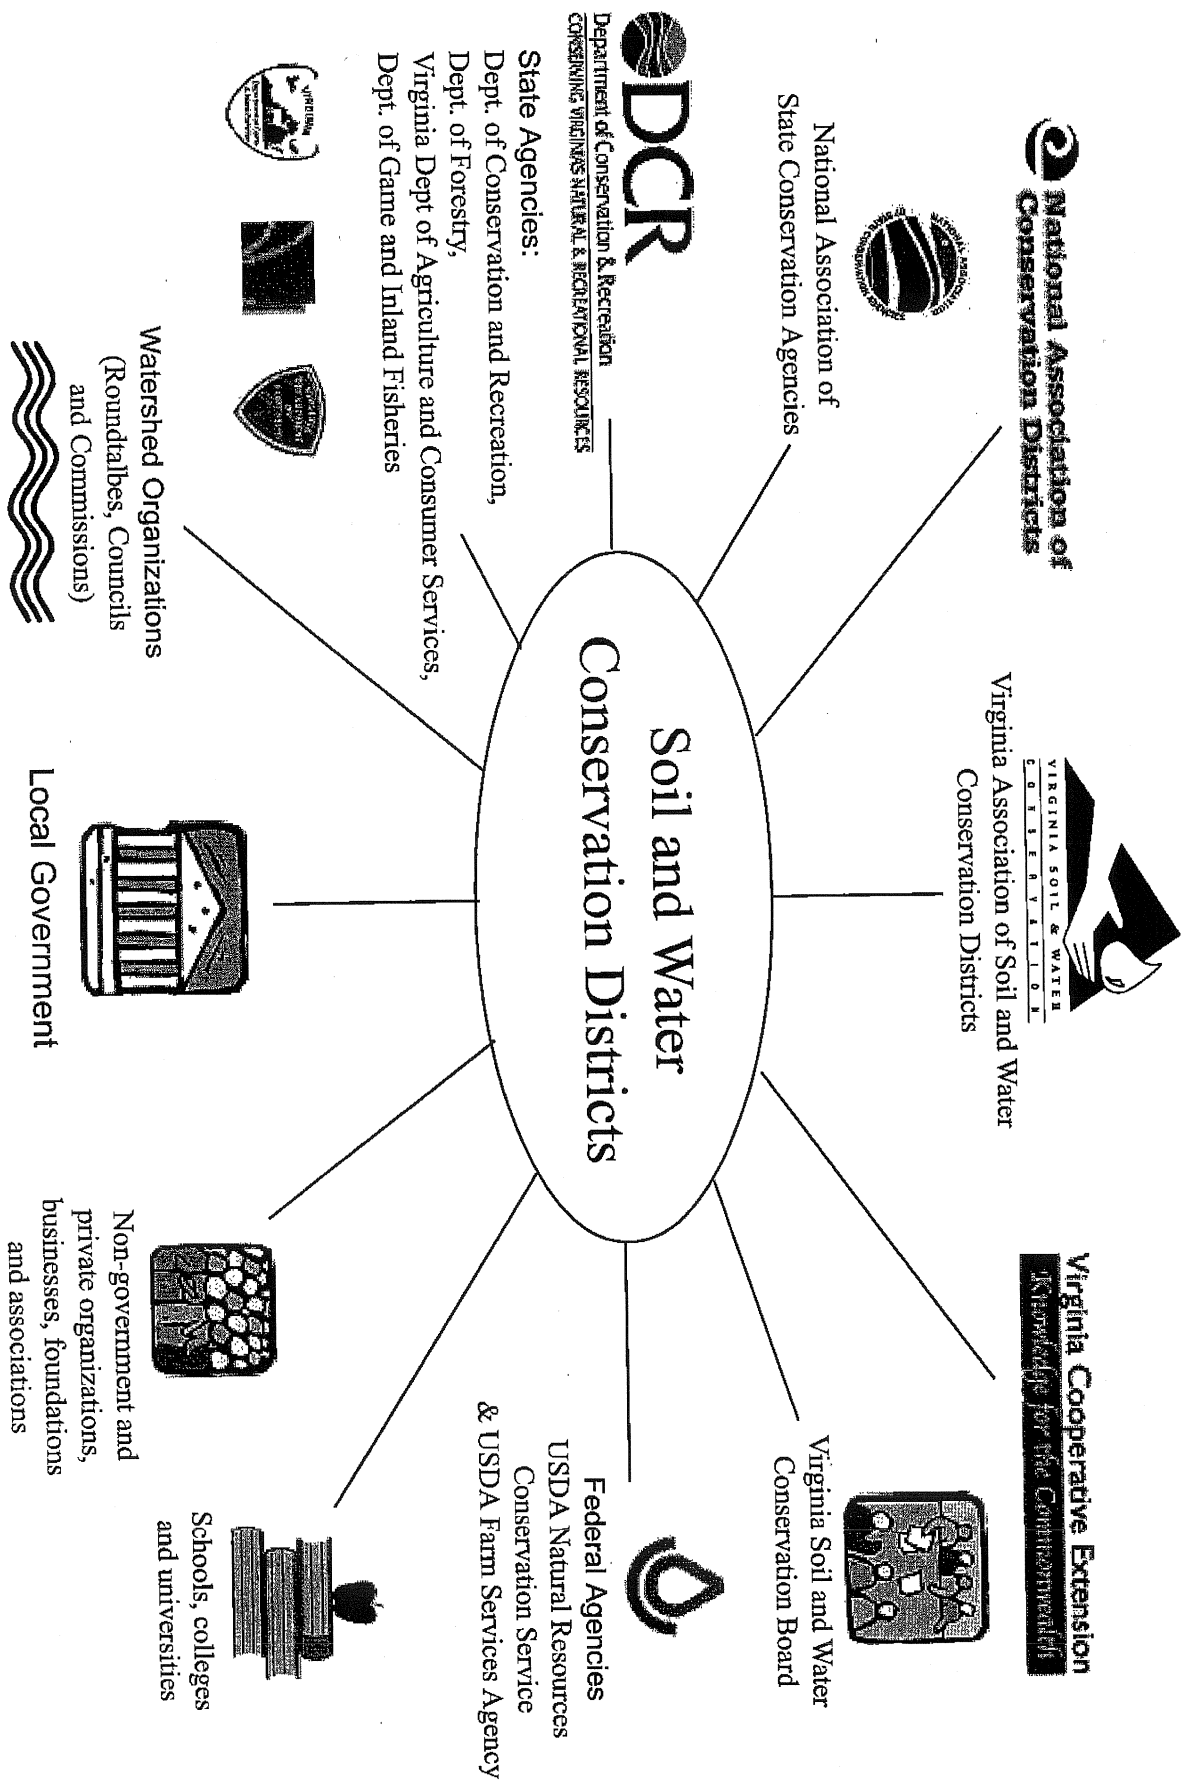 National Association of
Conservation Districts
VIRGINIA SOIL & WATER
CONSERVATION
Virginia Association of Soil and Water
Conservation Districts
Virginia Cooperative Extension
Knowledge for the CommonWealth
National Association of
State Conservation Agencies
Virginia Soil and Water
Conservation Board
DCR
Department of Conservation & Recreation
CONSERVING VIRGINIA'S NATURAL & RECREATIONAL RESOURCES
Soil and Water
Conservation Districts
Federal Agencies
USDA Natural Resources
Conservation Service
& USDA Farm Services Agency
State Agencies:
Dept. of Conservation and Recreation,
Dept. of Forestry,
Virginia Dept of Agriculture and Consumer Services,
Dept. of Game and Inland Fisheries
VIRGINIA
Watershed Organizations
(Roundtalbes, Councils
and Commissions)
Local Government
Non-government and
private organizations,
businesses, foundations
and associations
Schools, colleges
and universities